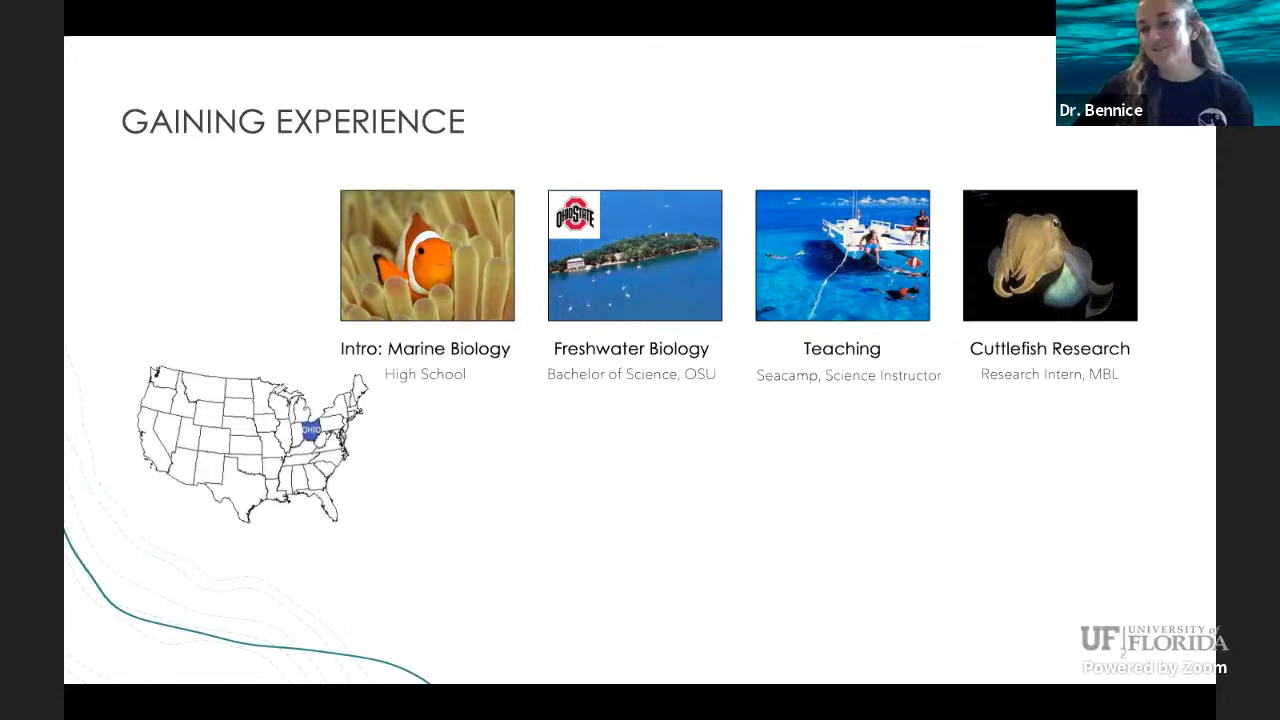 Dr. Bennice
GAINING EXPERIENCE
OHIO STATE
Intro: Marine Biology
High School
Freshwater Biology
Bachelor of Science, OSU
Teaching
Seacamp, Science Instructor
Cuttlefish Research
Research Intern, MBL
OHIO
UF UNIVERSITY of FLORIDA
2
Powered by Zoom